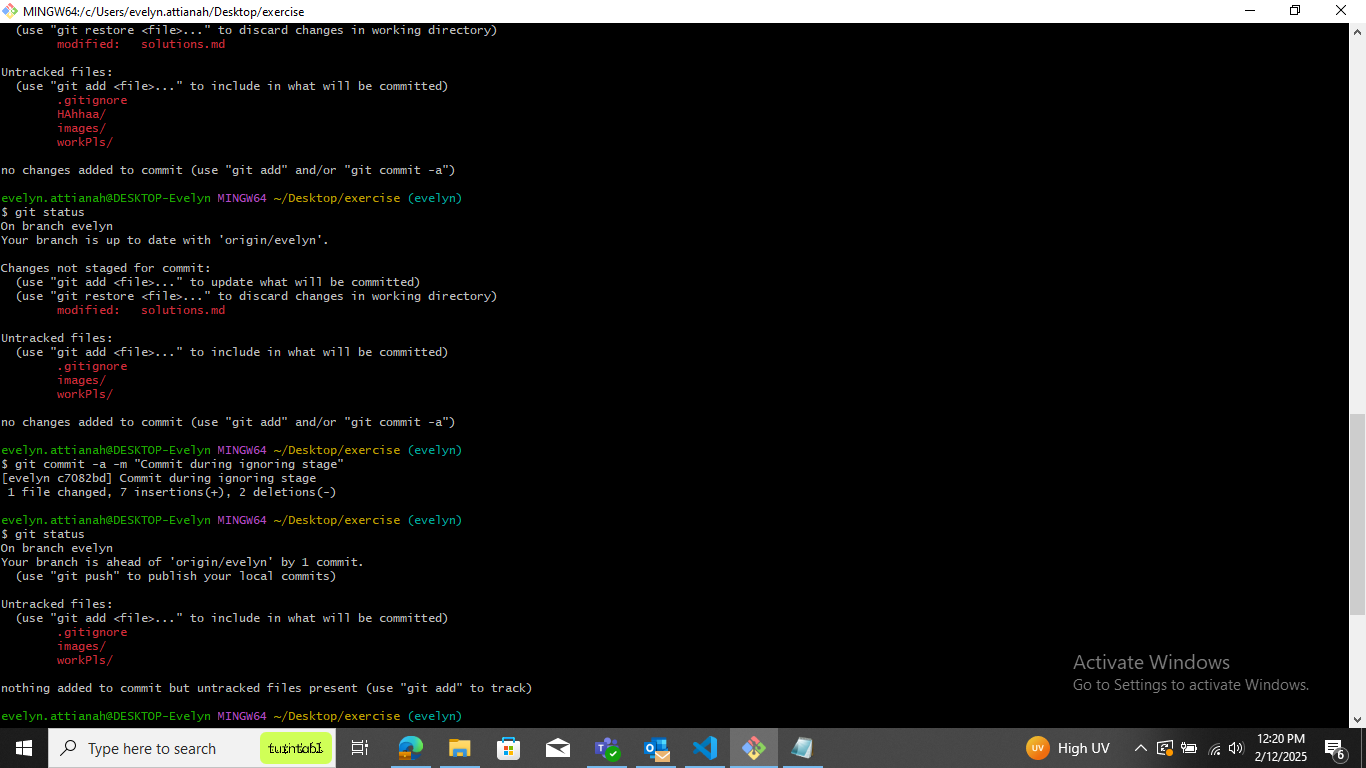 MINGW64:/c/Users/evelyn.attianah/Desktop/exercise
(use "git restore <file>..." to discard changes in working directory)
modified:   solutions.md
Untracked files:
(use "git add <file>..." to include in what will be committed)
.gitignore
HAhhaa/
images/
workPls/
no changes added to commit (use "git add" and/or "git commit -a")
evelyn.attianah@DESKTOP-Evelyn MINGW64 ~/Desktop/exercise (evelyn)
$ git status
On branch evelyn
Your branch is up to date with 'origin/evelyn'.
Changes not staged for commit:
(use "git add <file>..." to update what will be committed)
(use "git restore <file>..." to discard changes in working directory)
modified:   solutions.md
Untracked files:
(use "git add <file>..." to include in what will be committed)
.gitignore
images/
workPls/
no changes added to commit (use "git add" and/or "git commit -a")
evelyn.attianah@DESKTOP-Evelyn MINGW64 ~/Desktop/exercise (evelyn)
$ git commit -a -m "Commit during ignoring stage"
[evelyn c7082bd] Commit during ignoring stage
1 file changed, 7 insertions(+), 2 deletions(-)
evelyn.attianah@DESKTOP-Evelyn MINGW64 ~/Desktop/exercise (evelyn)
$ git status
On branch evelyn
Your branch is ahead of 'origin/evelyn' by 1 commit.
(use "git push" to publish your local commits)
Untracked files:
(use "git add <file>..." to include in what will be committed)
.gitignore
images/
workPls/
nothing added to commit but untracked files present (use "git add" to track)
evelyn.attianah@DESKTOP-Evelyn MINGW64 ~/Desktop/exercise (evelyn)
Activate Windows
Go to Settings to activate Windows.
Type here to search
UV High UV
12:20 PM
2/12/2025
6